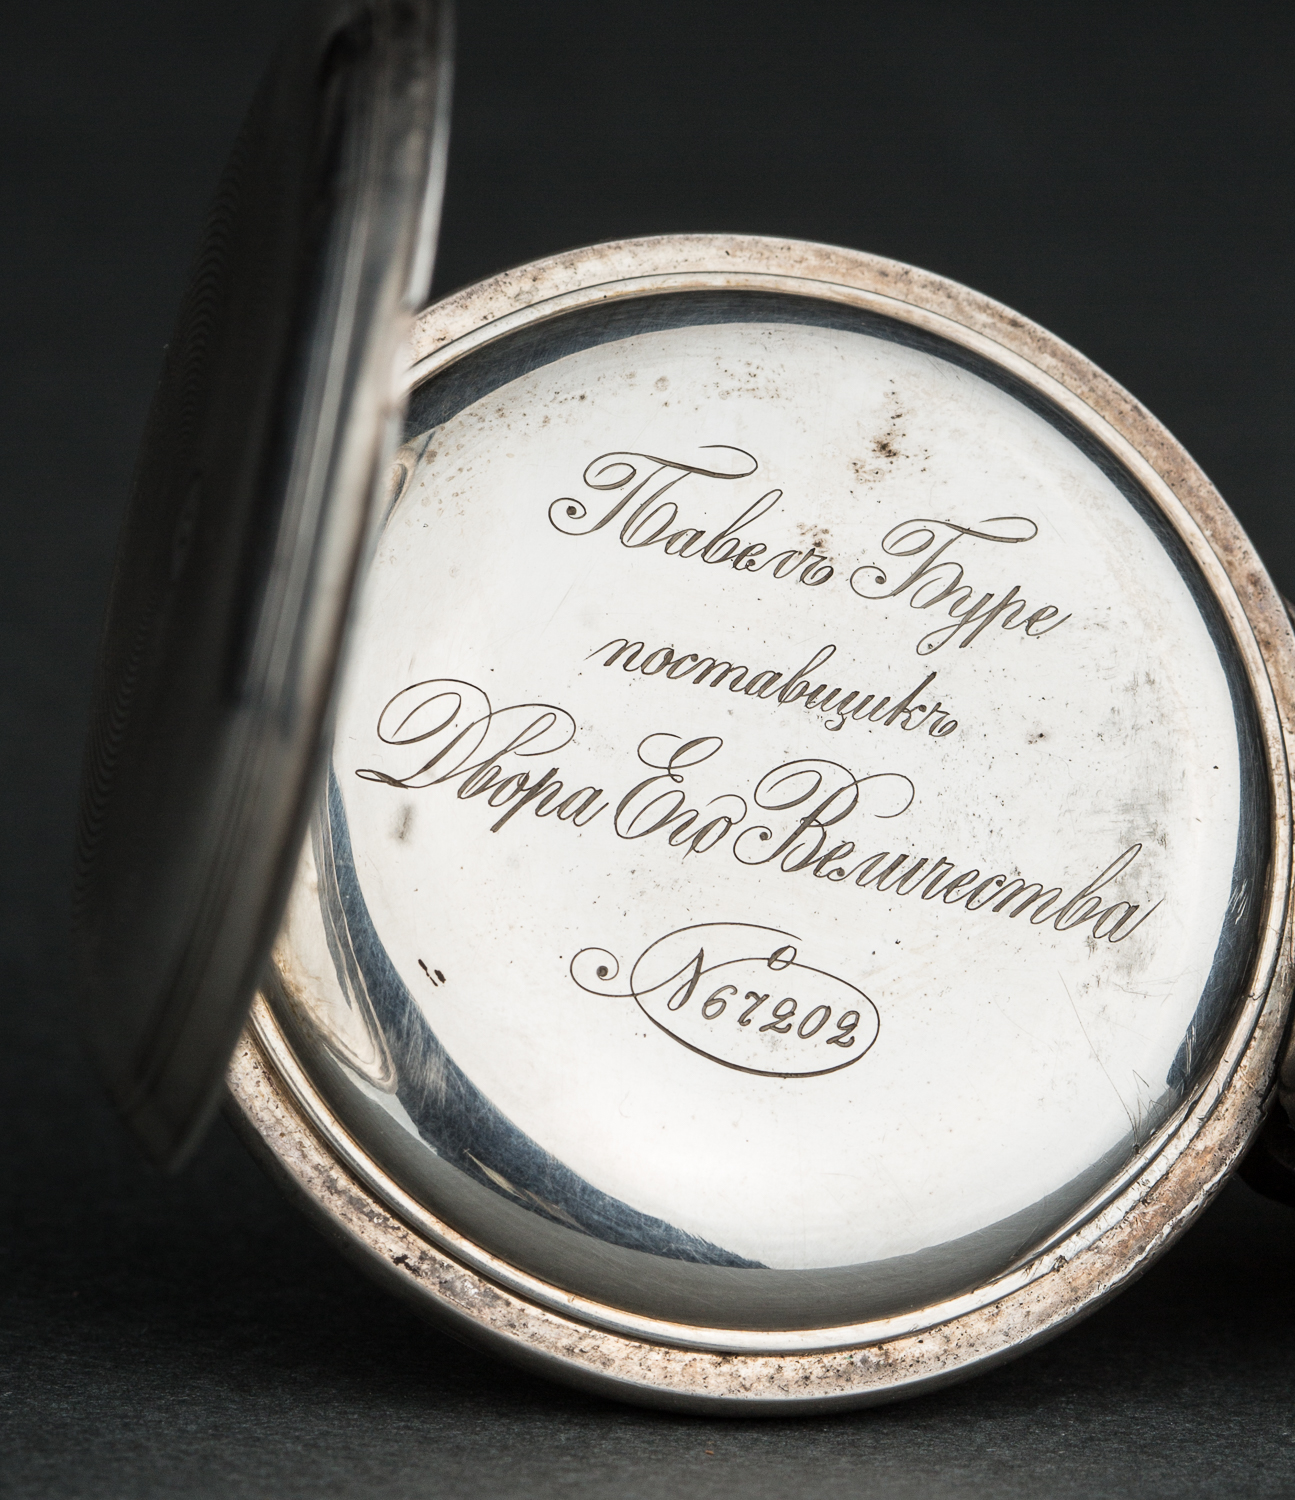 Павелъ Буре
поставщикъ
Двора Его Величества
№ 67202